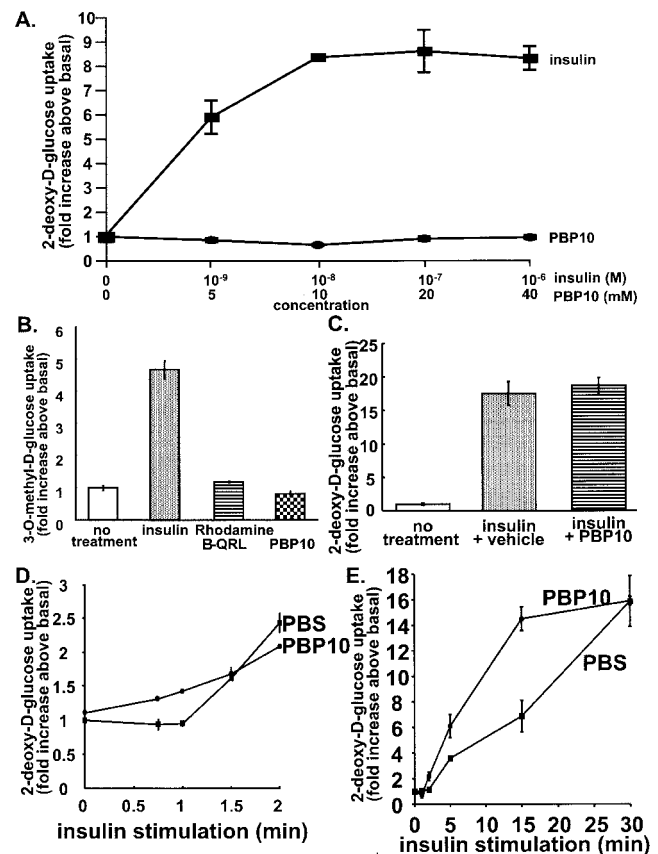 A.
2-deoxy-D-glucose uptake
(fold increase above basal)
10
9
8
7
6
5
4
3
2
1
0
insulin
PBP10
0 10⁻⁹ 10⁻⁸ 10⁻⁷ 10⁻⁶ insulin (M)
0 5 10 20 40 PBP10 (mM)
concentration
B.
3-O-methyl-D-glucose uptake
(fold increase above basal)
6
5
4
3
2
1
0
no
treatment
insulin
Rhodamine
B-QRL
PBP10
C.
2-deoxy-D-glucose uptake
(fold increase above basal)
25
20
15
10
5
0
no
treatment
insulin
+ vehicle
insulin
+ PBP10
D.
2-deoxy-D-glucose uptake
(fold increase above basal)
3
2.5
2
1.5
1
0.5
0
PBS
PBP10
0 1 1.5 2
insulin stimulation (min)
E.
2-deoxy-D-glucose uptake
(fold increase above basal)
18
16
14
12
10
8
6
4
2
0
PBP10
PBS
0 5 10 15 20 25 30
insulin stimulation (min)